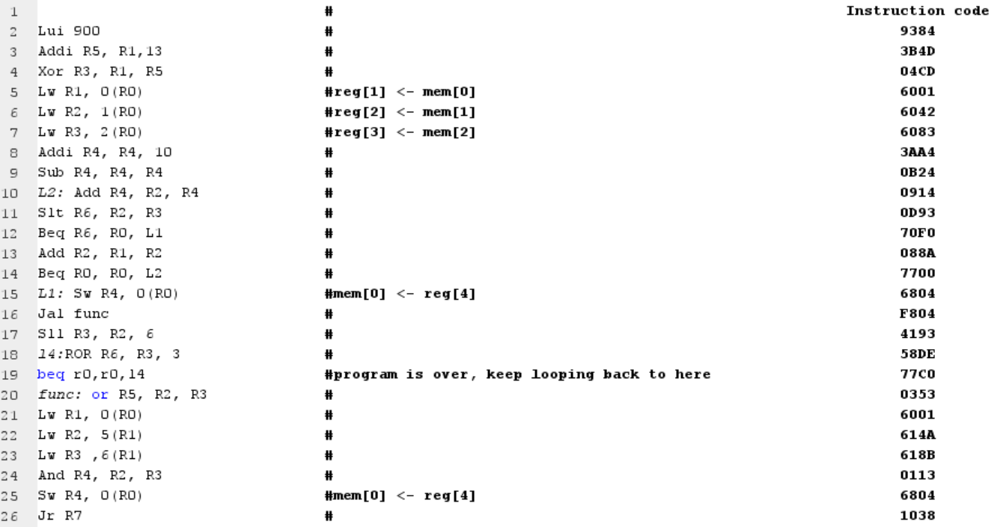 1 # Instruction code
2 Lui 900 # 9384
3 Addi R5, R1,13 # 3B4D
4 Xor R3, R1, R5 # 04CD
5 Lw R1, 0(R0) #reg[1] <- mem[0] 6001
6 Lw R2, 1(R0) #reg[2] <- mem[1] 6042
7 Lw R3, 2(R0) #reg[3] <- mem[2] 6083
8 Addi R4, R4, 10 # 3AA4
9 Sub R4, R4, R4 # 0B24
10 L2: Add R4, R2, R4 # 0914
11 Slt R6, R2, R3 # 0D93
12 Beq R6, R0, L1 # 70F0
13 Add R2, R1, R2 # 088A
14 Beq R0, R0, L2 # 7700
15 L1: Sw R4, 0(R0) #mem[0] <- reg[4] 6804
16 Jal func # F804
17 Sll R3, R2, 6 # 4193
18 l4:ROR R6, R3, 3 # 58DE
19 beq r0,r0,l4 #program is over, keep looping back to here 77C0
20 func: or R5, R2, R3 # 0353
21 Lw R1, 0(R0) # 6001
22 Lw R2, 5(R1) # 614A
23 Lw R3 ,6(R1) # 618B
24 And R4, R2, R3 # 0113
25 Sw R4, 0(R0) #mem[0] <- reg[4] 6804
26 Jr R7 # 1038